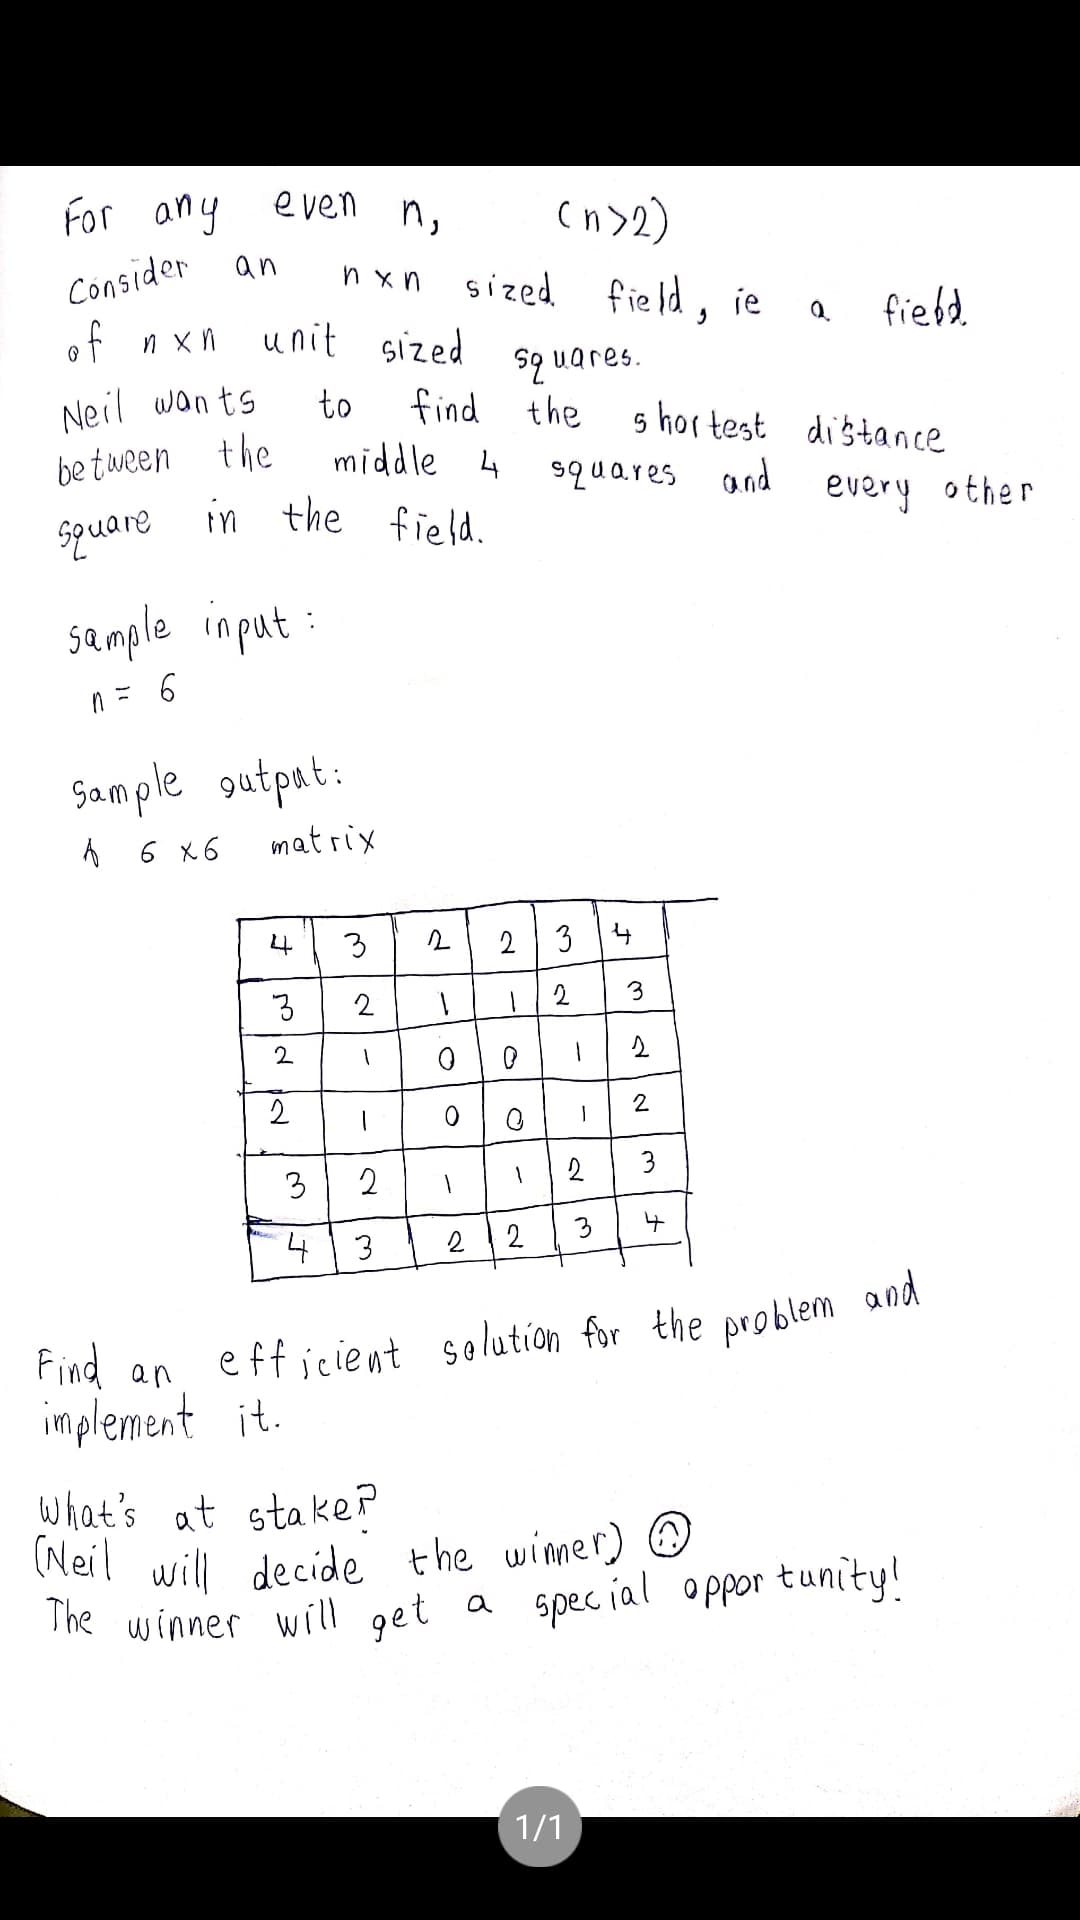 For any even n, (n>2)
Consider an n x n sized field, ie a field
of n x n unit sized squares.
Neil wants to find the shortest distance
between the middle 4 squares and every other
square in the field.
Sample input :
n = 6
Sample output:
A 6 x 6 matrix
4 3 2 2 3 4
3 2 1 1 2 3
2 1 0 0 1 2
2 1 0 0 1 2
3 2 1 1 2 3
4 3 2 2 3 4
Find an efficient solution for the problem and
implement it.
What's at stake?
(Neil will decide the winner)
The winner will get a special opportunity!
1/1